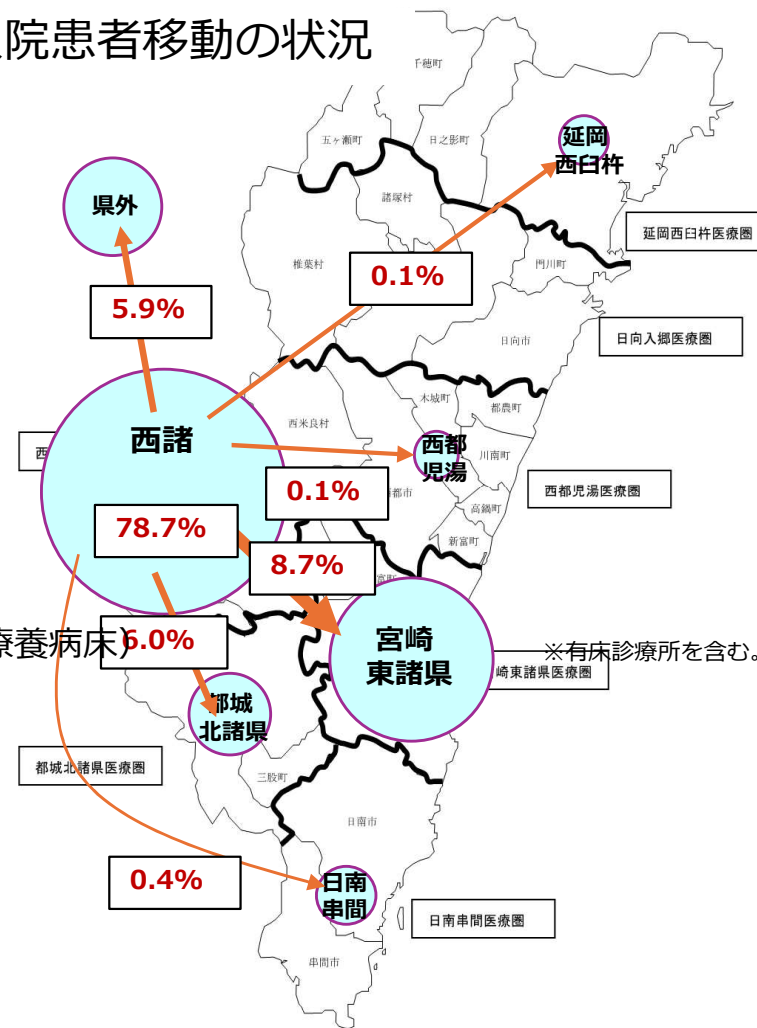 院患者移動の状況
千穂町
五ヶ瀬町
日之影町
延岡
西臼杵
諸塚村
県外
延岡西臼杵医療圏
椎葉村
門川町
0.1%
5.9%
日向市
日向入郷医療圏
木城町
都農町
西諸
西米良村
西都
児湯
川南町
西
0.1%
都市
西都児湯医療圏
高鍋町
78.7%
新富町
8.7%
富町
療養病床）
6.0%
宮崎
東諸県
※有床診療所を含む。
崎東諸県医療圏
都城
北諸県
都城北諸県医療圏
三股町
日南市
0.4%
日南
串間
日南串間医療圏
串間市